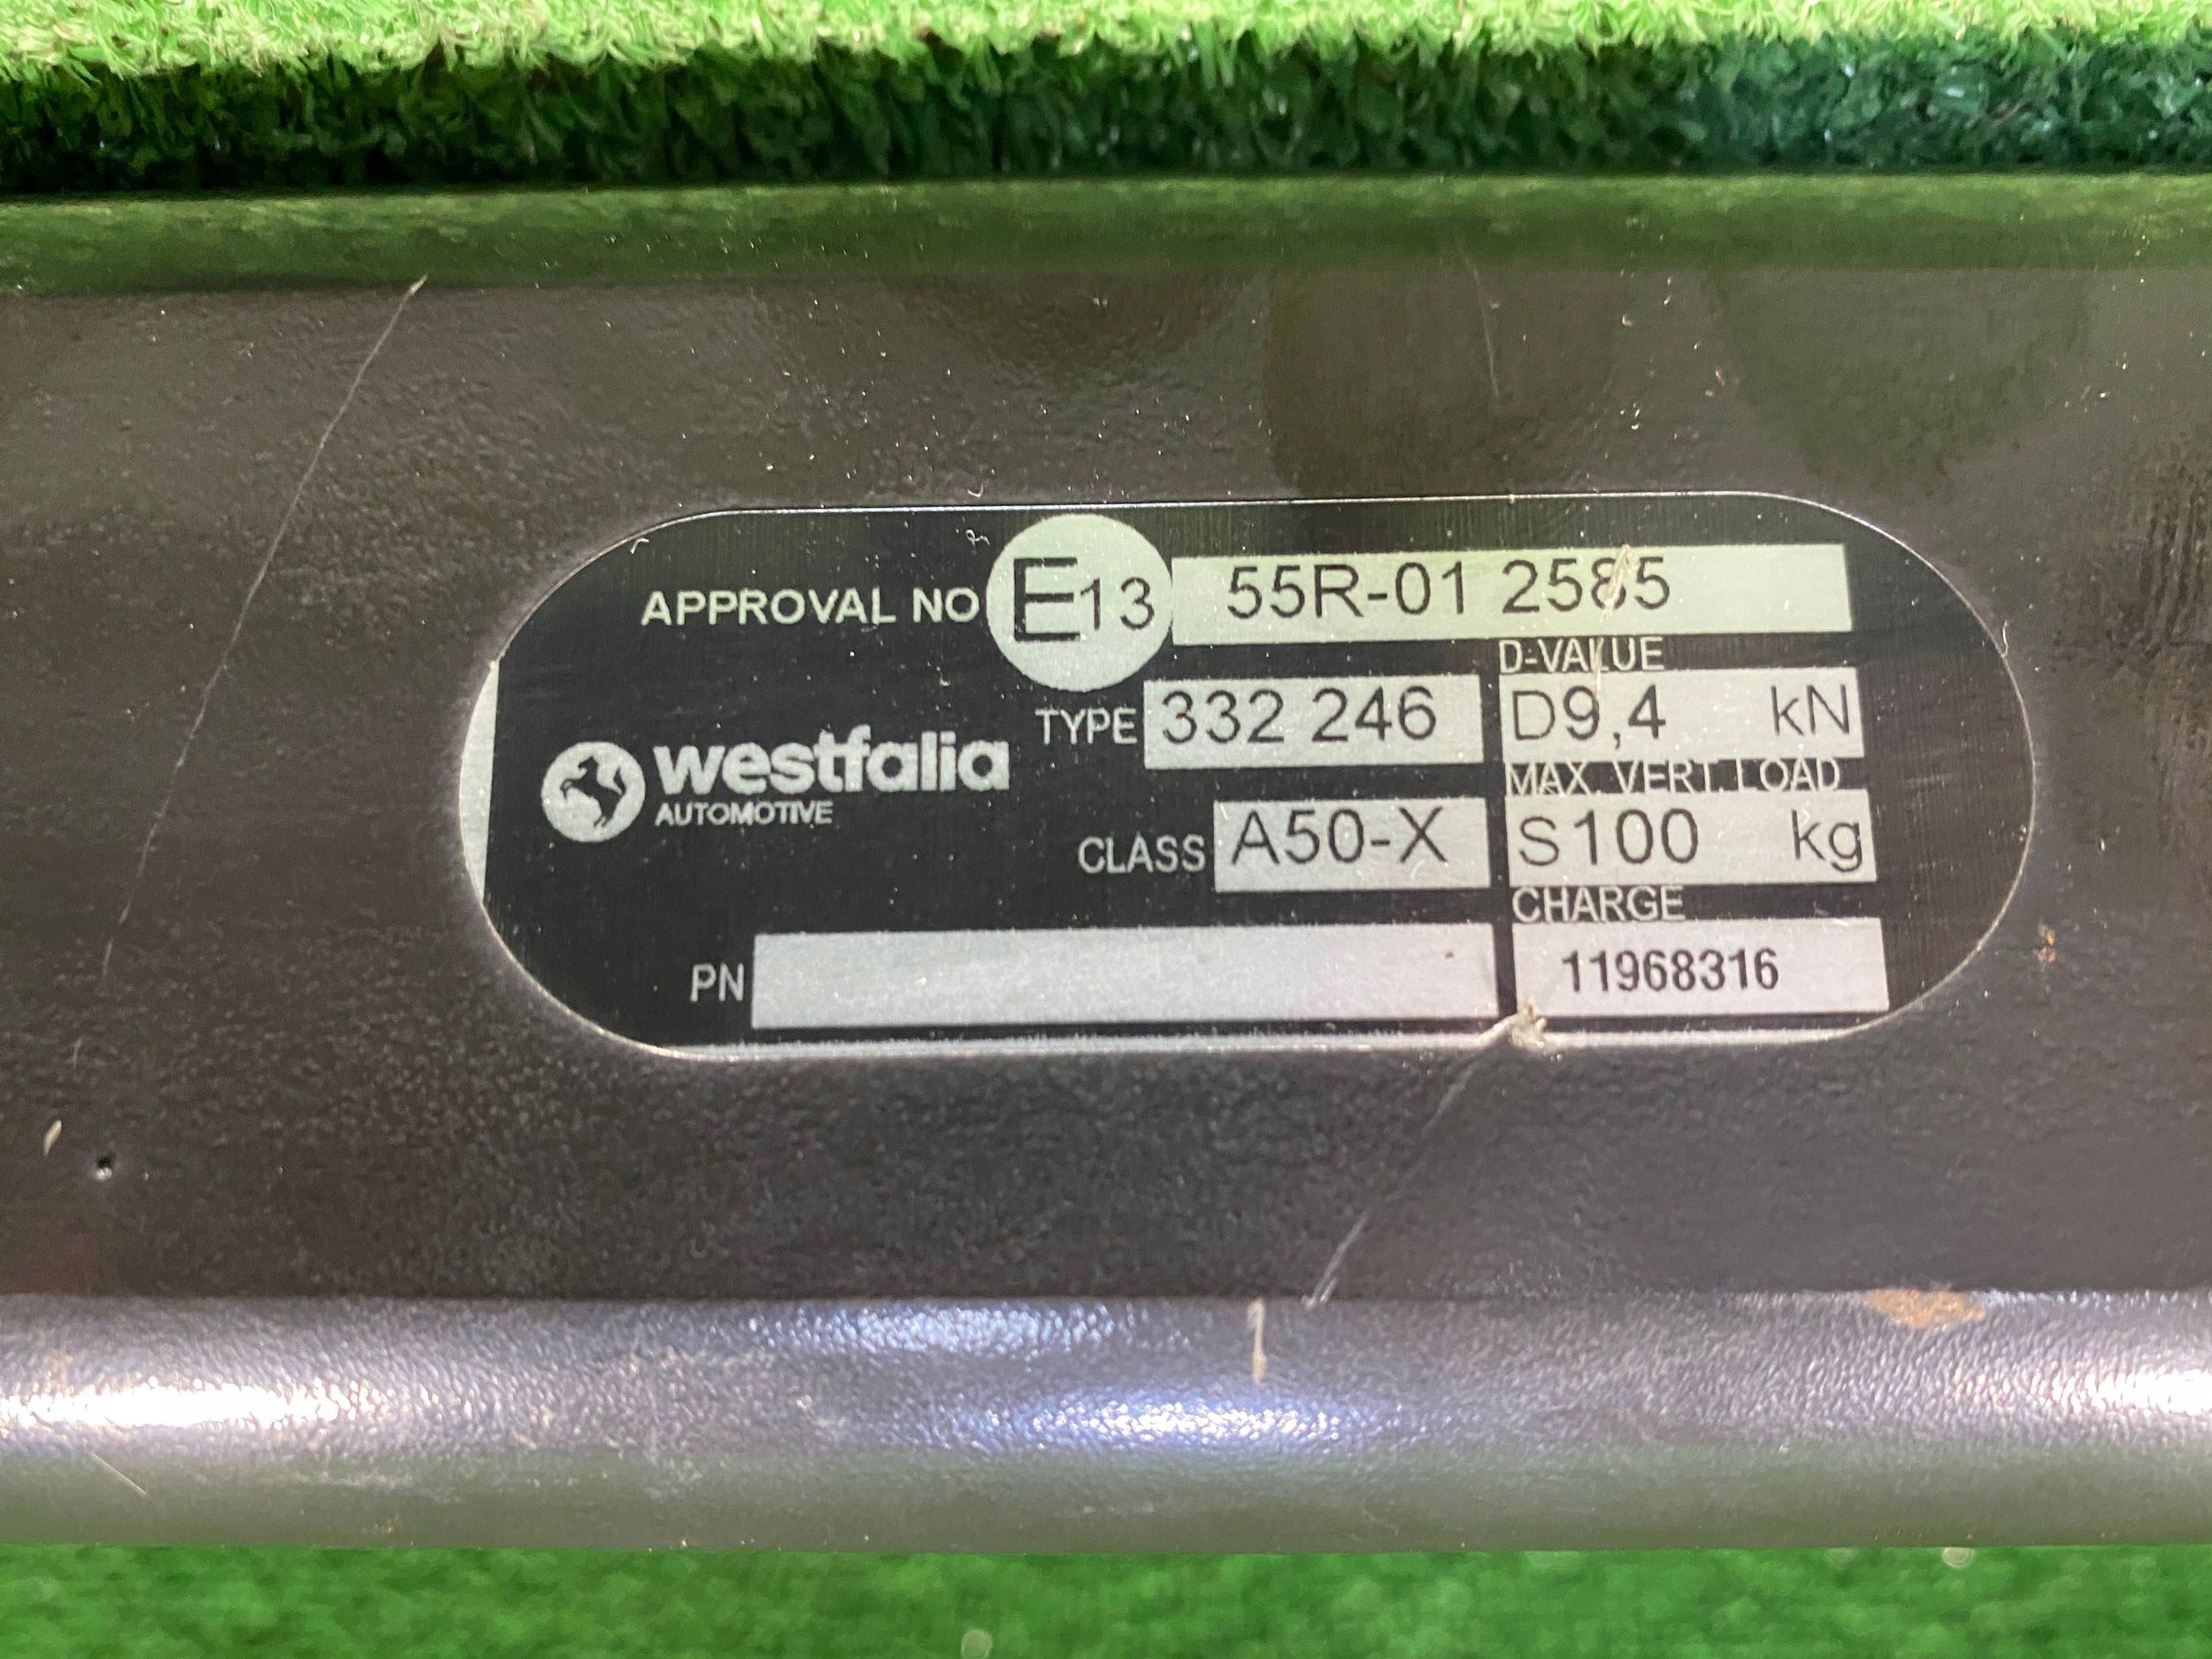 APPROVAL NO E13 55R-01 2585
D-VALUE
TYPE 332 246 D9,4 kN
westfalia
AUTOMOTIVE
MAX. VERT. LOAD
CLASS A50-X S100 kg
CHARGE
PN 11968316